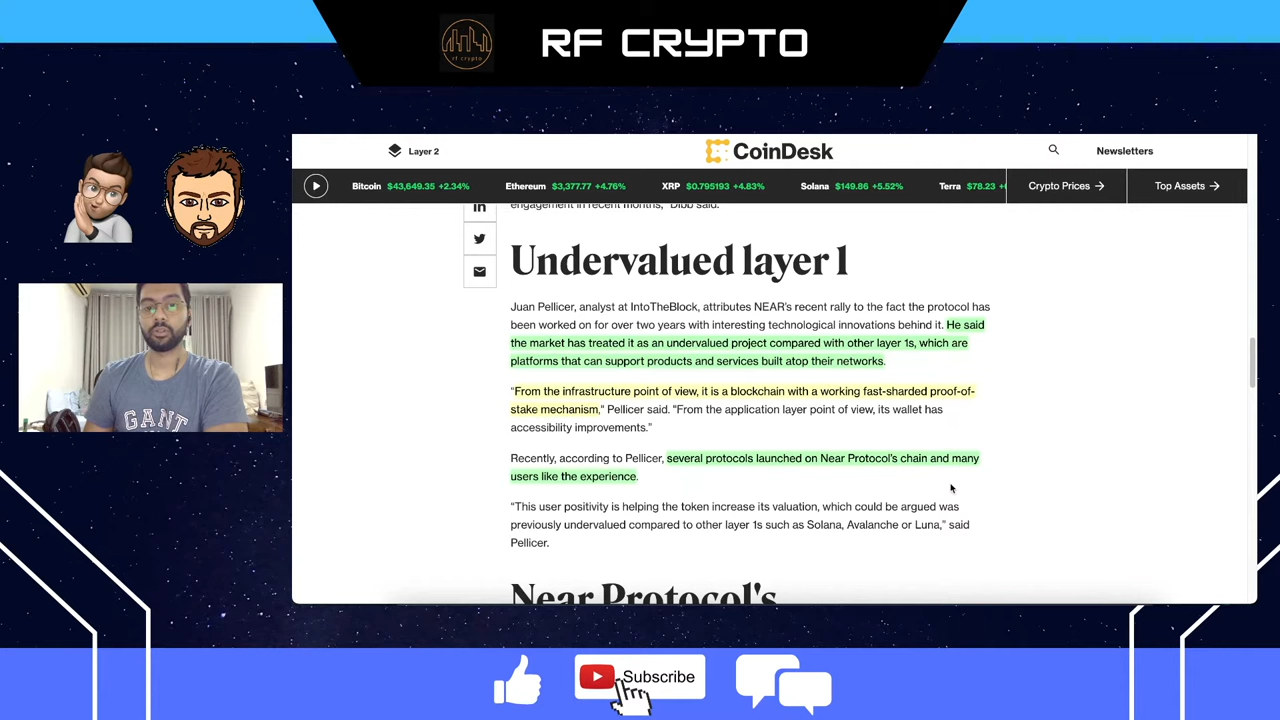 RF CRYPTO
rf crypto
Layer 2
CoinDesk
Newsletters
Bitcoin $43,649.35 +2.34% Ethereum $3,377.77 +4.76% XRP $0.795193 +4.83% Solana $149.86 +5.52% Terra $78.23 Crypto Prices → Top Assets →
engagement in recent months," Dibb said.
in
Undervalued layer 1
Juan Pellicer, analyst at IntoTheBlock, attributes NEAR's recent rally to the fact the protocol has
been worked on for over two years with interesting technological innovations behind it. He said
the market has treated it as an undervalued project compared with other layer 1s, which are
platforms that can support products and services built atop their networks.
"From the infrastructure point of view, it is a blockchain with a working fast-sharded proof-of-
stake mechanism," Pellicer said. "From the application layer point of view, its wallet has
accessibility improvements."
Recently, according to Pellicer, several protocols launched on Near Protocol's chain and many
users like the experience.
"This user positivity is helping the token increase its valuation, which could be argued was
previously undervalued compared to other layer 1s such as Solana, Avalanche or Luna," said
Pellicer.
Near Protocol's
GANT
Subscribe